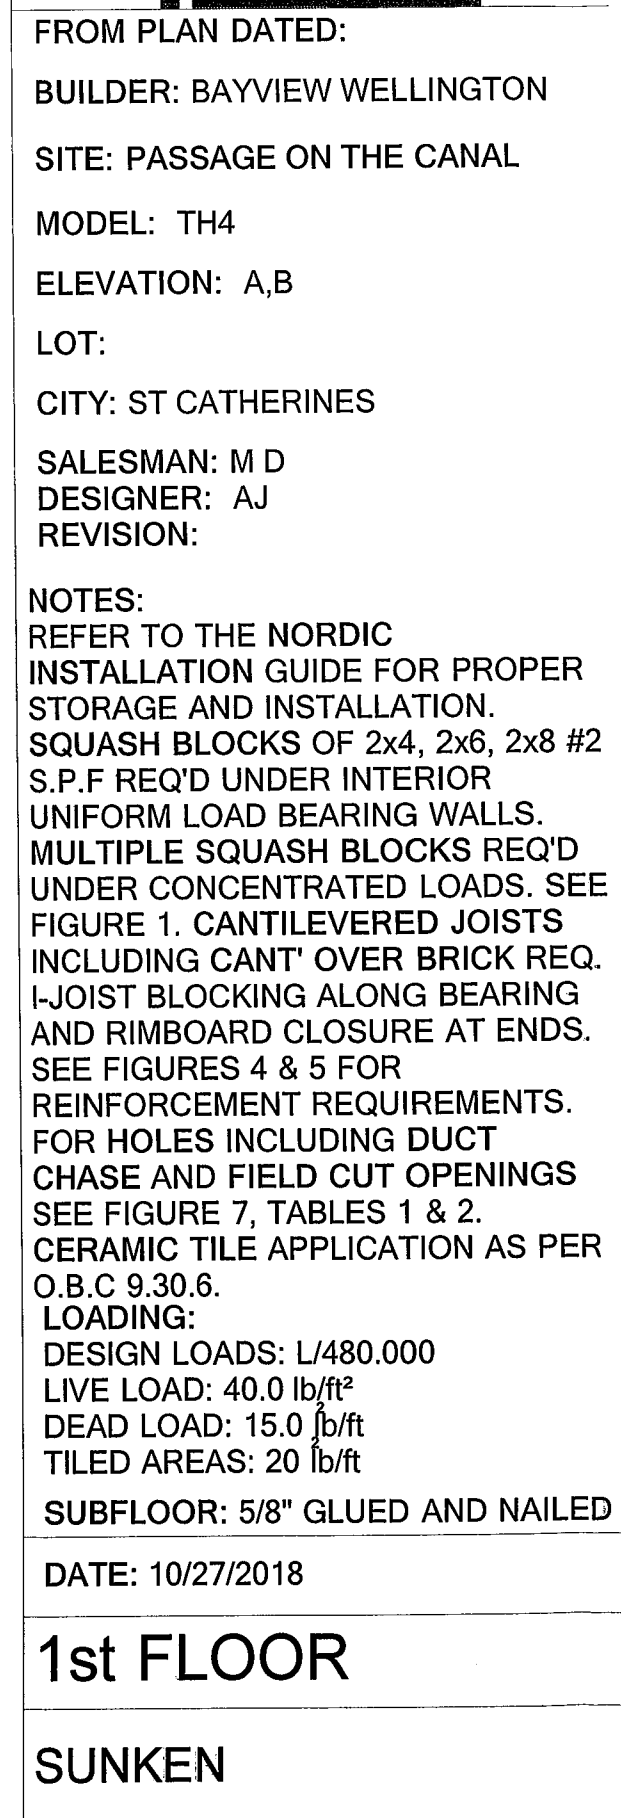 FROM PLAN DATED:
BUILDER: BAYVIEW WELLINGTON
SITE: PASSAGE ON THE CANAL
MODEL: TH4
ELEVATION: A,B
LOT:
CITY: ST CATHERINES
SALESMAN: M D
DESIGNER: AJ
REVISION:
NOTES:
REFER TO THE NORDIC
INSTALLATION GUIDE FOR PROPER
STORAGE AND INSTALLATION.
SQUASH BLOCKS OF 2x4, 2x6, 2x8 #2
S.P.F REQ'D UNDER INTERIOR
UNIFORM LOAD BEARING WALLS.
MULTIPLE SQUASH BLOCKS REQ'D
UNDER CONCENTRATED LOADS. SEE
FIGURE 1. CANTILEVERED JOISTS
INCLUDING CANT' OVER BRICK REQ.
I-JOIST BLOCKING ALONG BEARING
AND RIMBOARD CLOSURE AT ENDS.
SEE FIGURES 4 & 5 FOR
REINFORCEMENT REQUIREMENTS.
FOR HOLES INCLUDING DUCT
CHASE AND FIELD CUT OPENINGS
SEE FIGURE 7, TABLES 1 & 2.
CERAMIC TILE APPLICATION AS PER
O.B.C 9.30.6.
LOADING:
DESIGN LOADS: L/480.000
LIVE LOAD: 40.0 lb/ft²
DEAD LOAD: 15.0 lb/ft²
TILED AREAS: 20 lb/ft²
SUBFLOOR: 5/8" GLUED AND NAILED
DATE: 10/27/2018
1st FLOOR
SUNKEN